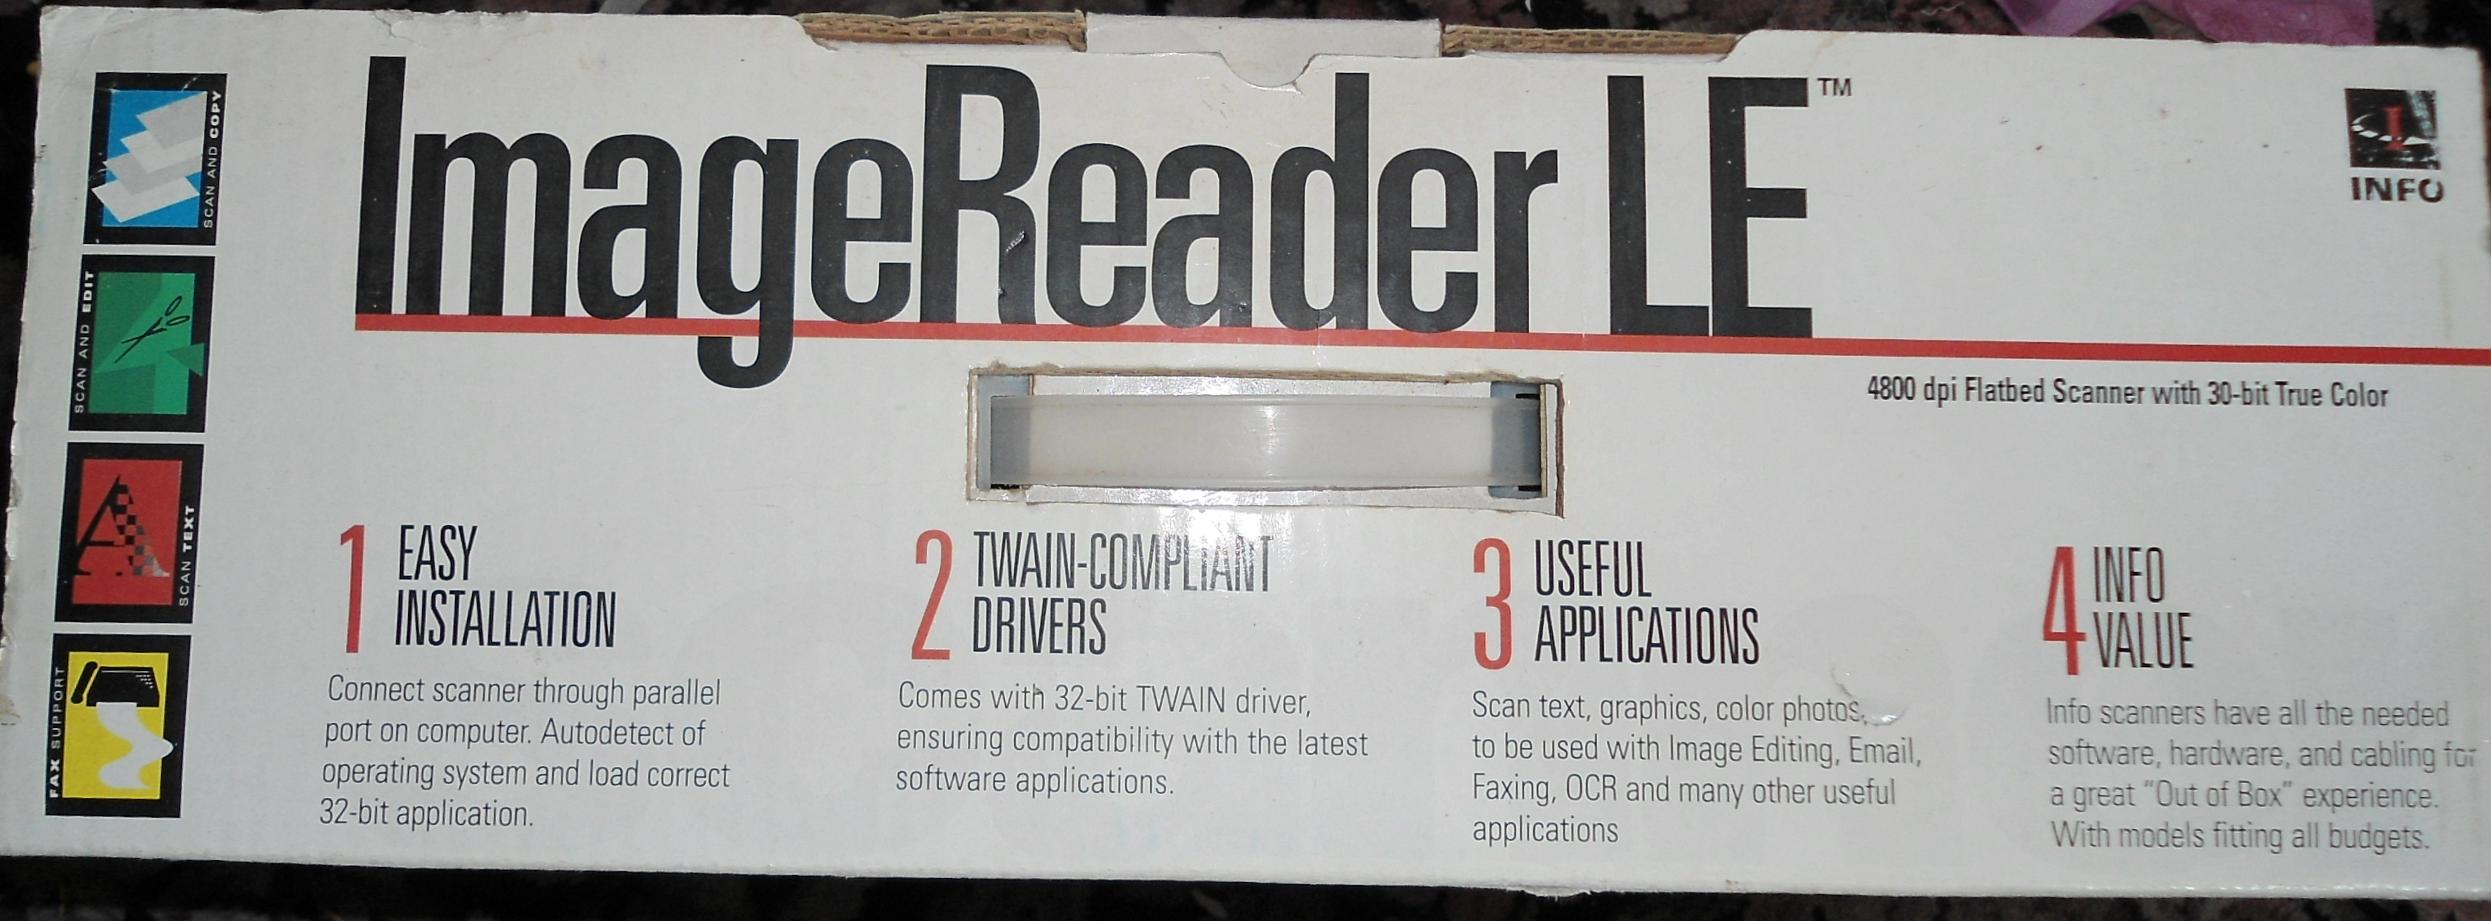 ImageReader LE™
INFO
4800 dpi Flatbed Scanner with 30-bit True Color
SCAN AND COPY
SCAN AND EDIT
SCAN TEXT
FAX SUPPORT
1 EASY
INSTALLATION
Connect scanner through parallel
port on computer. Autodetect of
operating system and load correct
32-bit application.
2 TWAIN-COMPLIANT
DRIVERS
Comes with 32-bit TWAIN driver,
ensuring compatibility with the latest
software applications.
3 USEFUL
APPLICATIONS
Scan text, graphics, color photos,
to be used with Image Editing, Email,
Faxing, OCR and many other useful
applications
4 INFO
VALUE
Info scanners have all the needed
software, hardware, and cabling for
a great "Out of Box" experience.
With models fitting all budgets.